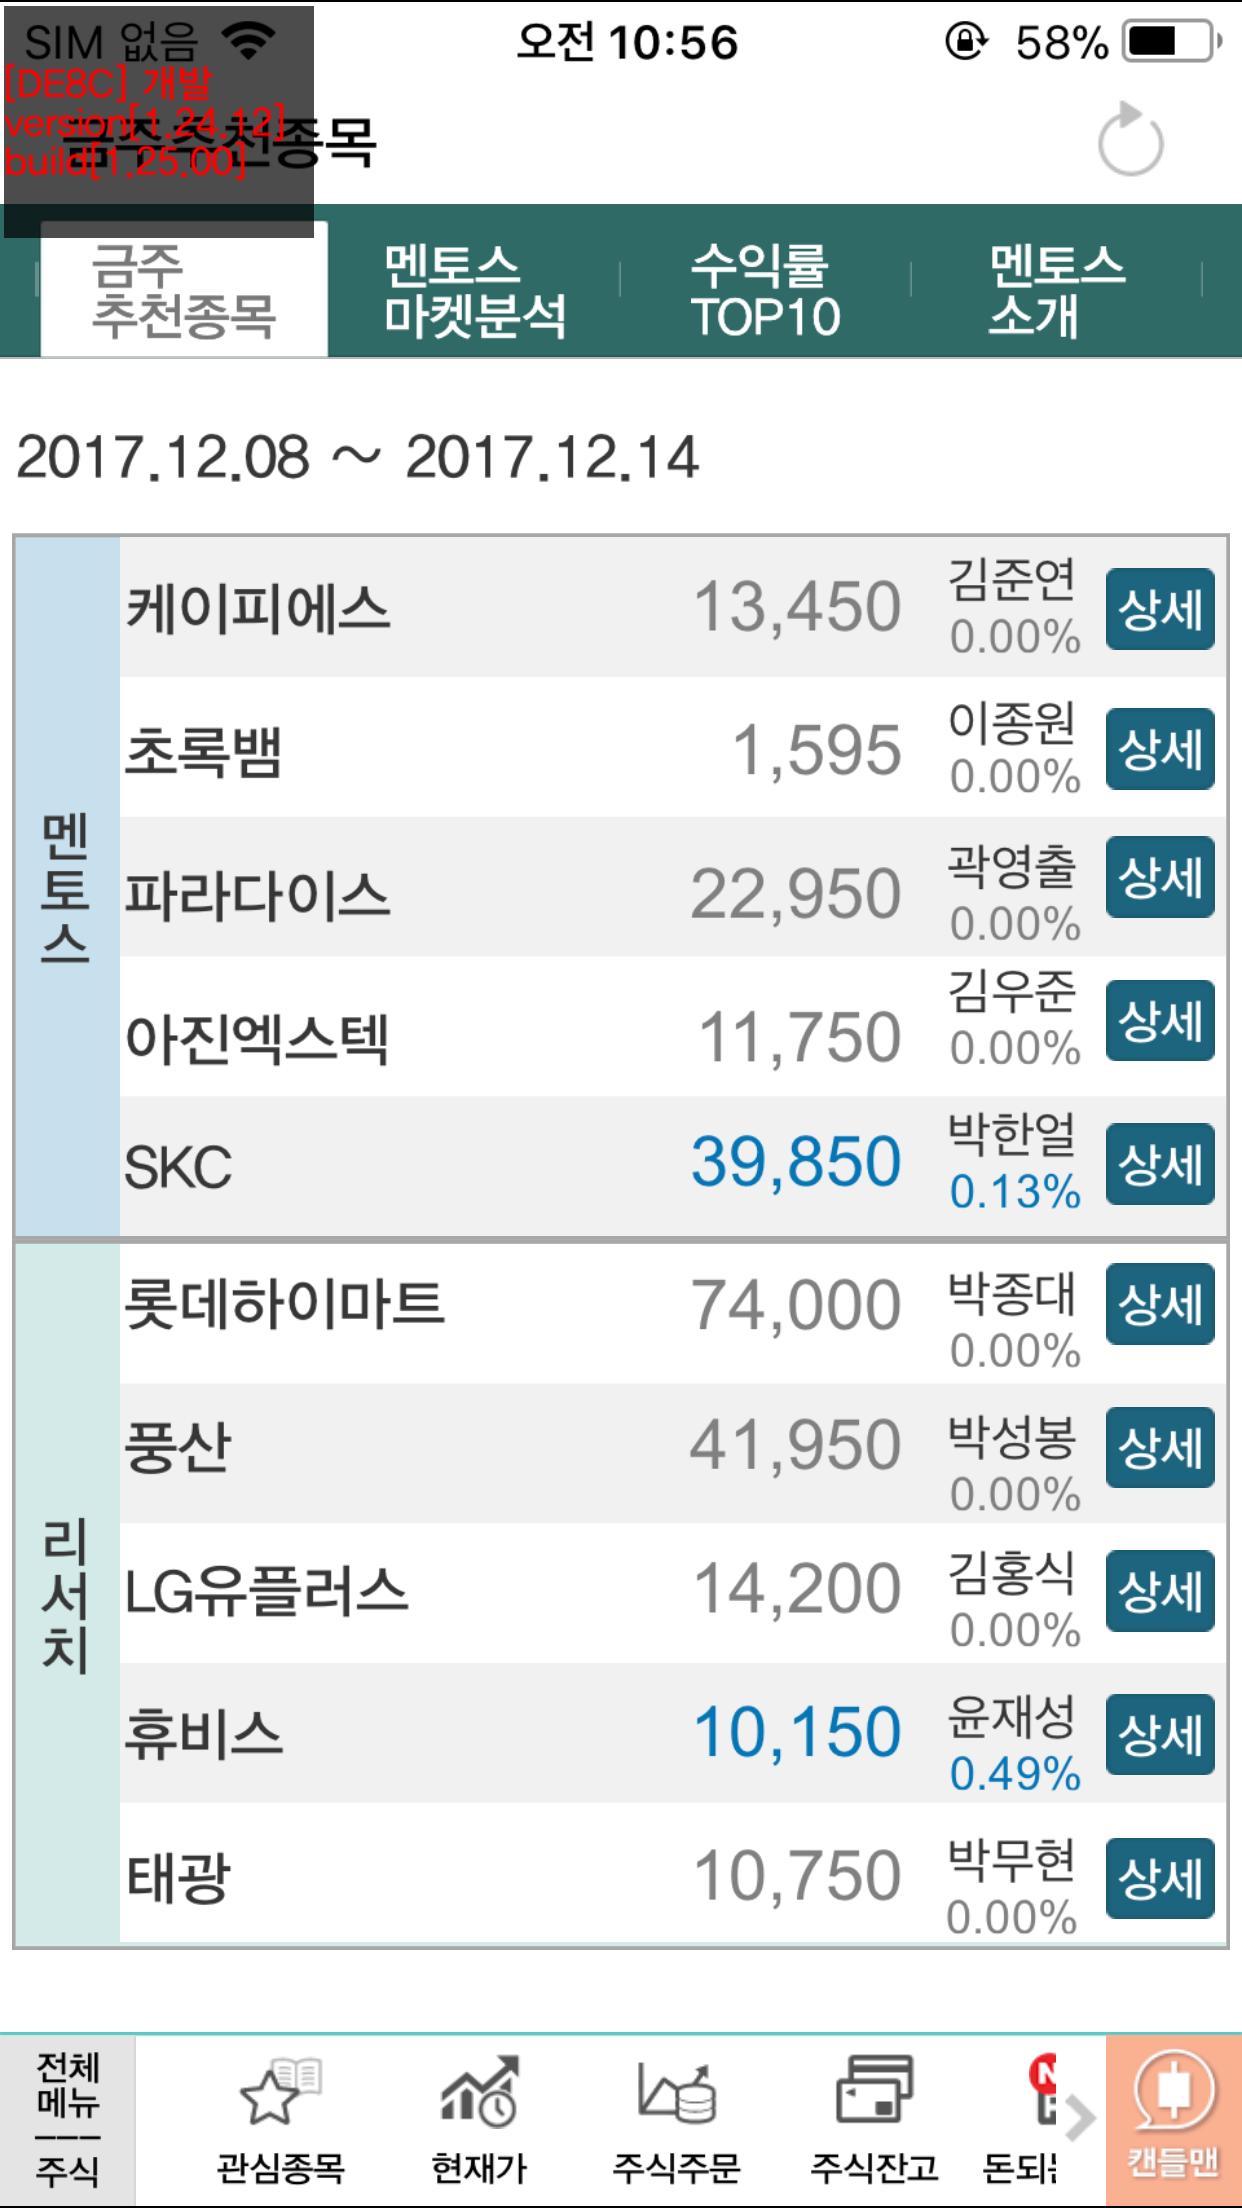 SIM 없음
오전 10:56
58%
[DE8C] 개발
version[1.24.12]
build[1.25.00]
금주추천종목
금주
추천종목
멘토스
마켓분석
수익률
TOP10
멘토스
소개
2017.12.08 ~ 2017.12.14
멘토스
케이피에스 13,450 김준연 0.00% 상세
초록뱀 1,595 이종원 0.00% 상세
파라다이스 22,950 곽영출 0.00% 상세
아진엑스텍 11,750 김우준 0.00% 상세
SKC 39,850 박한얼 0.13% 상세
리서치
롯데하이마트 74,000 박종대 0.00% 상세
풍산 41,950 박성봉 0.00% 상세
LG유플러스 14,200 김홍식 0.00% 상세
휴비스 10,150 윤재성 0.49% 상세
태광 10,750 박무현 0.00% 상세
전체
메뉴
---
주식
관심종목
현재가
주식주문
주식잔고
돈되는
캔들맨